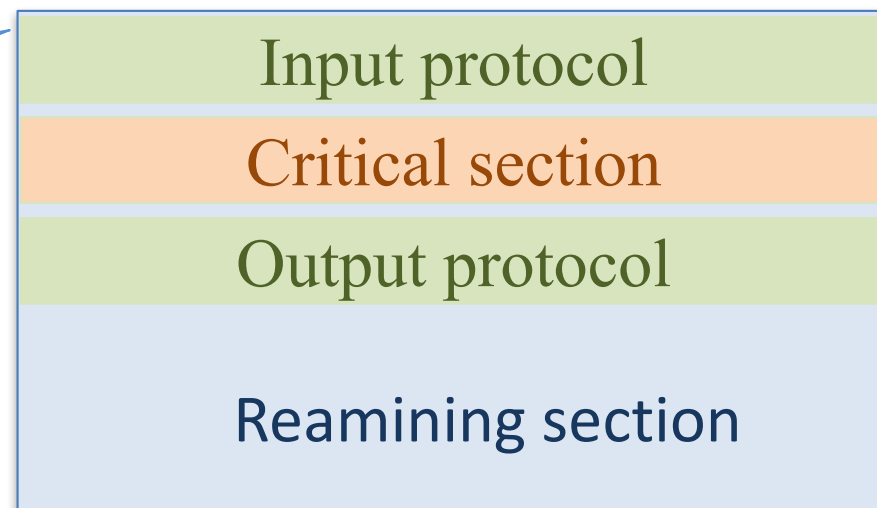 Input protocol
Critical section
Output protocol
Reamining section